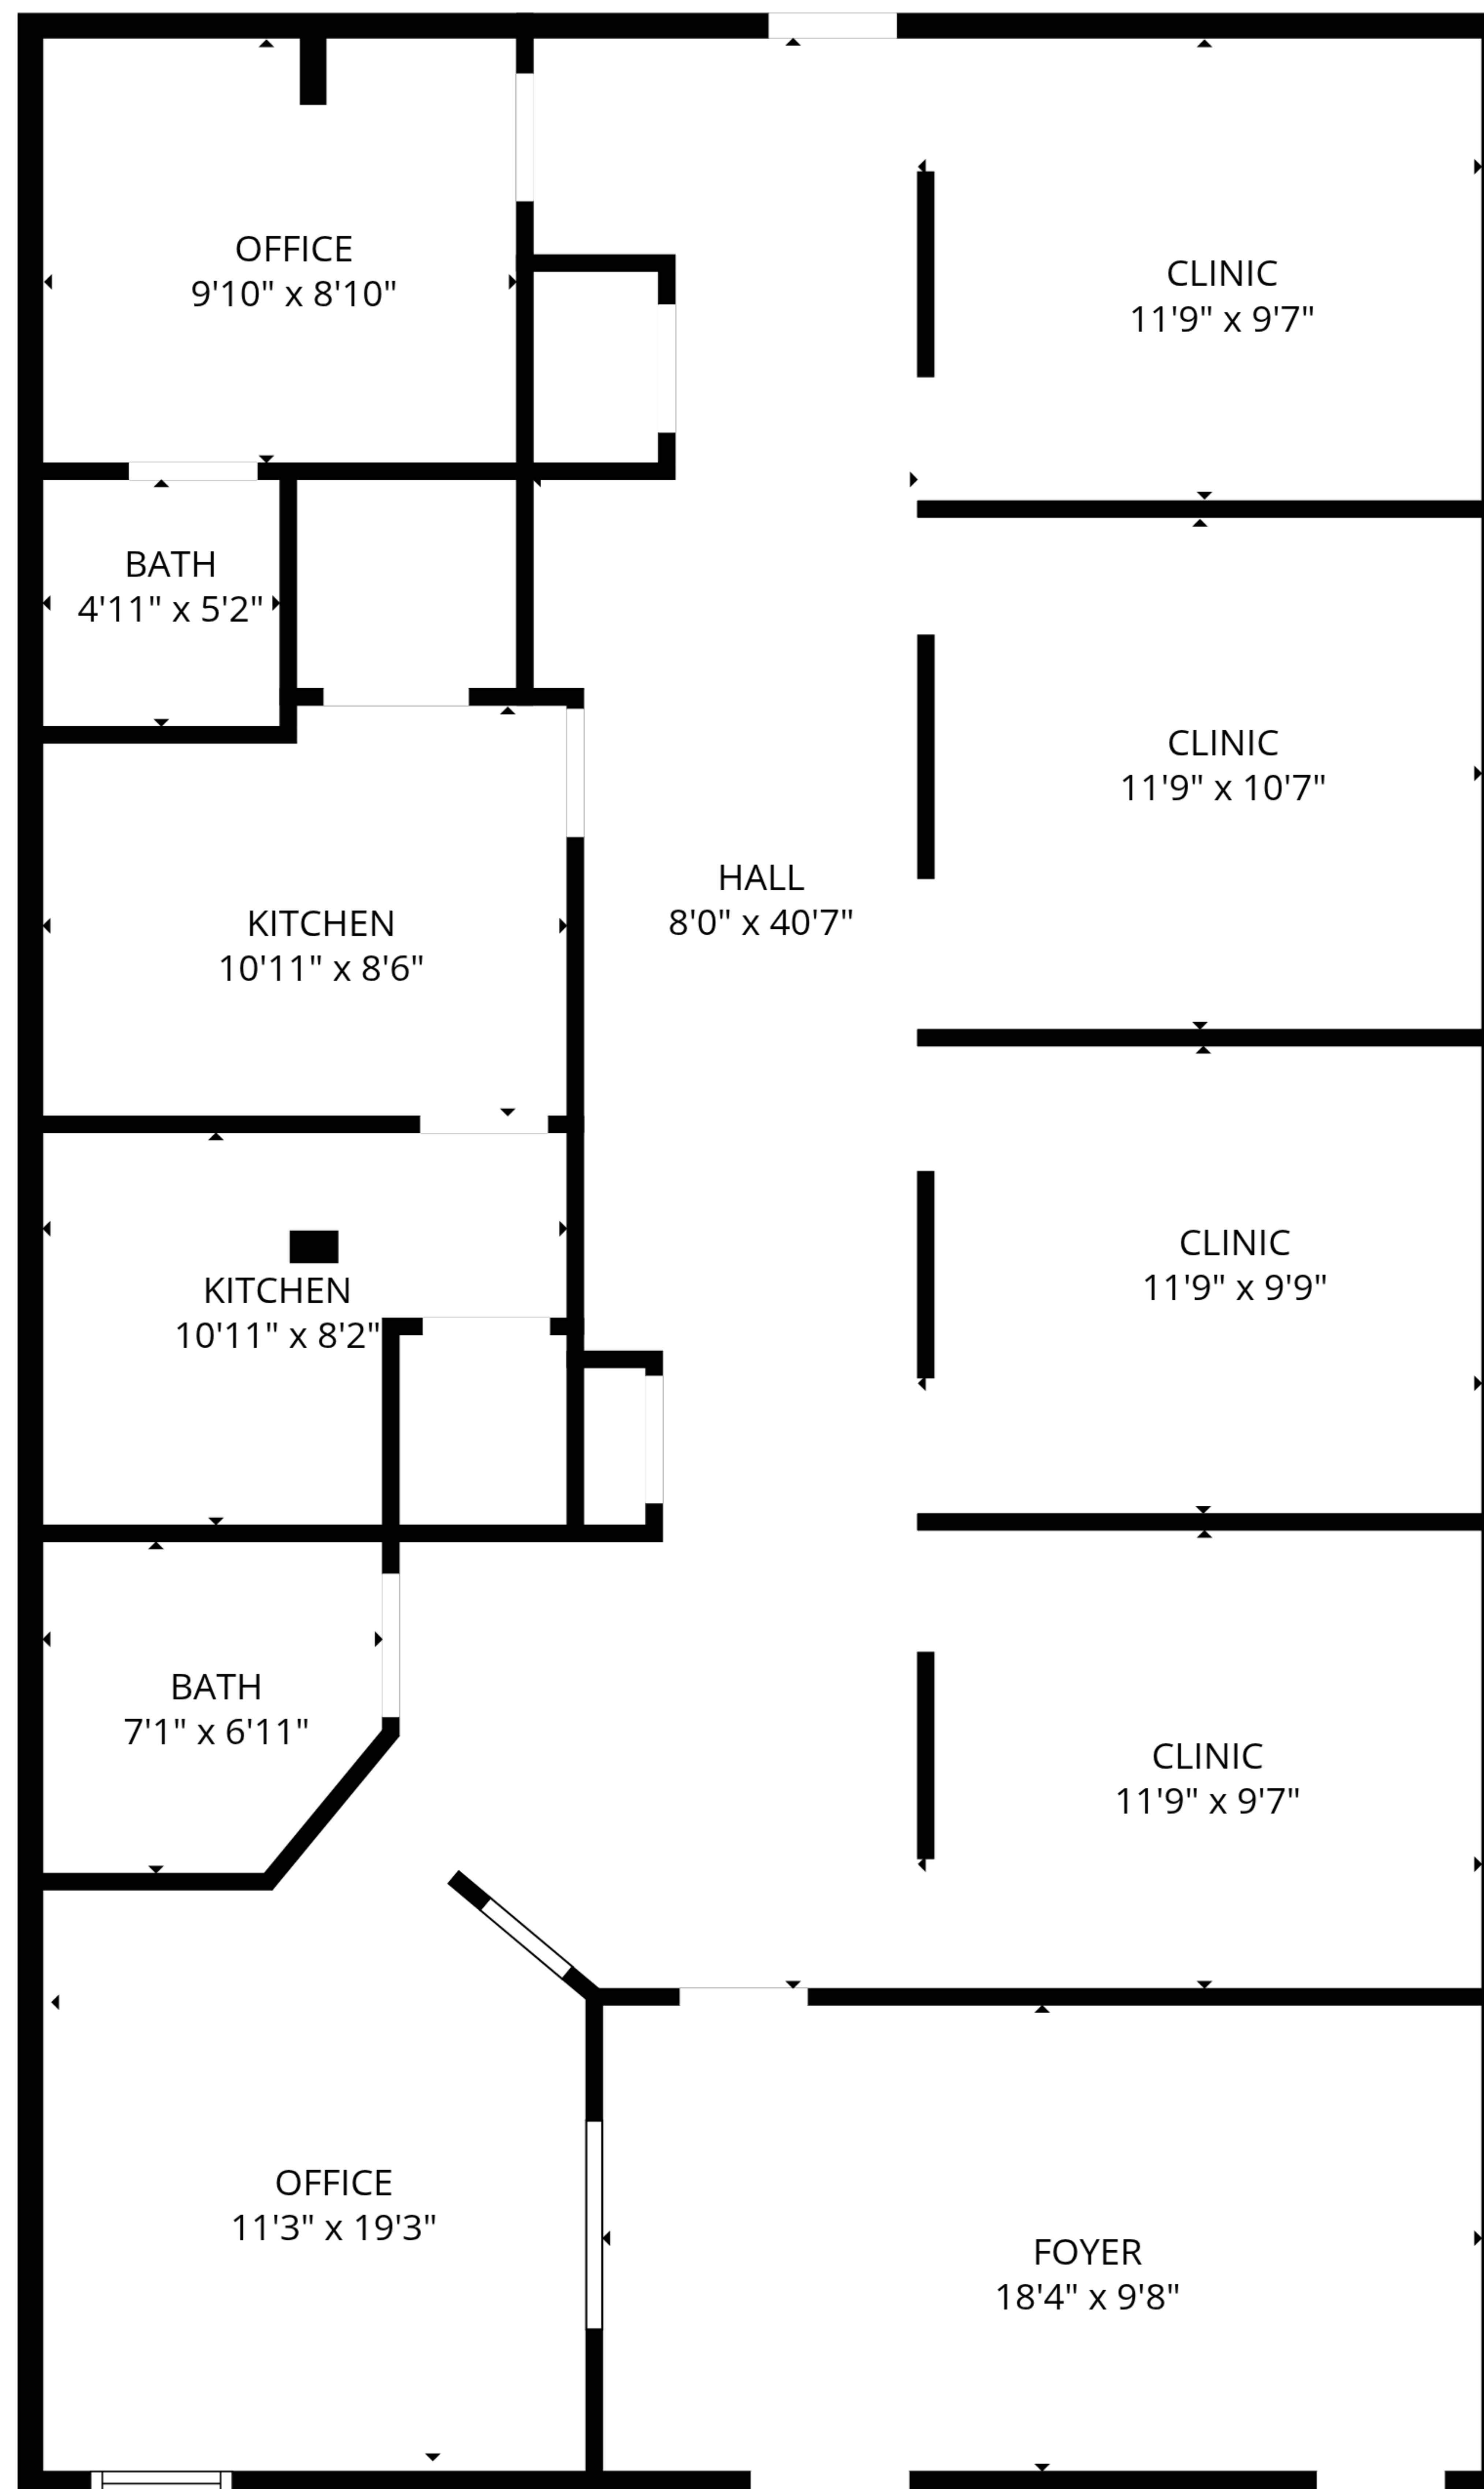 OFFICE
9'10" x 8'10"
CLINIC
11'9" x 9'7"
BATH
4'11" x 5'2"
CLINIC
11'9" x 10'7"
HALL
8'0" x 40'7"
KITCHEN
10'11" x 8'6"
CLINIC
11'9" x 9'9"
KITCHEN
10'11" x 8'2"
BATH
7'1" x 6'11"
CLINIC
11'9" x 9'7"
OFFICE
11'3" x 19'3"
FOYER
18'4" x 9'8"